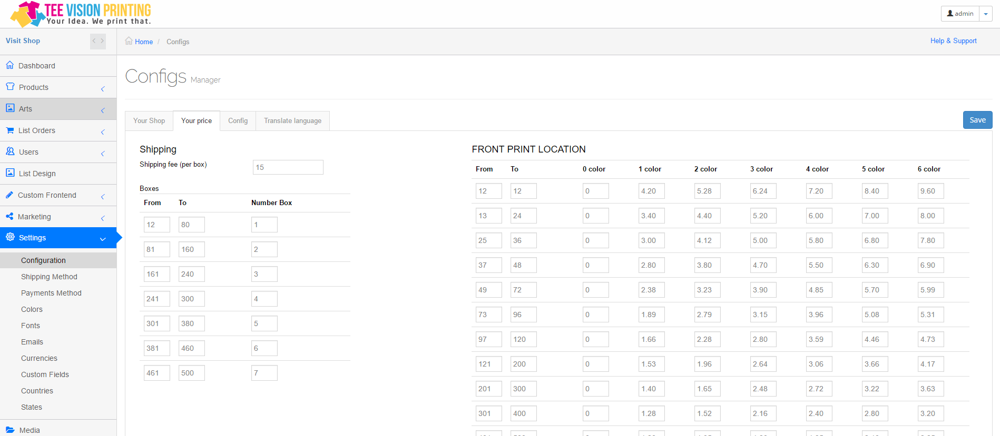 TEE VISION PRINTING
Your Idea. We print that.
admin
Visit Shop
Home / Configs
Help & Support
Dashboard
Products
Arts
List Orders
Users
List Design
Custom Frontend
Marketing
Settings
Configuration
Shipping Method
Payments Method
Colors
Fonts
Emails
Currencies
Custom Fields
Countries
States
Media
Configs Manager
Your Shop Your price Config Translate language
Save
Shipping
Shipping fee (per box) 15
Boxes
From To Number Box
12 80 1
81 160 2
161 240 3
241 300 4
301 380 5
381 460 6
461 500 7
FRONT PRINT LOCATION
From To 0 color 1 color 2 color 3 color 4 color 5 color 6 color
12 12 0 4.20 5.28 6.24 7.20 8.40 9.60
13 24 0 3.40 4.40 5.20 6.00 7.00 8.00
25 36 0 3.00 4.12 5.00 5.80 6.80 7.80
37 48 0 2.80 3.80 4.70 5.50 6.30 6.90
49 72 0 2.38 3.23 3.90 4.85 5.70 5.99
73 96 0 1.89 2.79 3.15 3.96 5.08 5.31
97 120 0 1.66 2.28 2.80 3.59 4.46 4.73
121 200 0 1.53 1.96 2.64 3.06 3.66 4.17
201 300 0 1.40 1.65 2.48 2.72 3.22 3.63
301 400 0 1.28 1.52 2.16 2.40 2.80 3.20